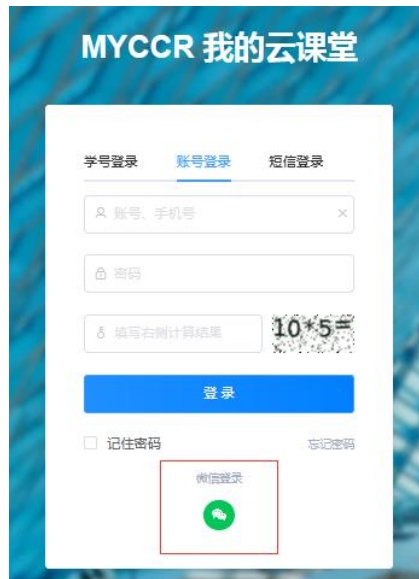 MYCCR 我的云课堂
学号登录 账号登录 短信登录
账号、手机号
密码
填写右侧计算结果 10*5=
登录
记住密码 忘记密码
微信登录